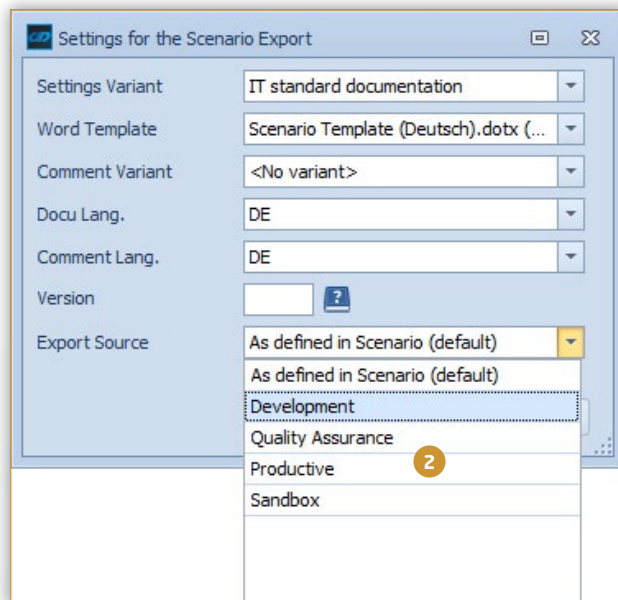 Settings for the Scenario Export
Settings Variant IT standard documentation
Word Template Scenario Template (Deutsch).dotx (...
Comment Variant <No variant>
Docu Lang. DE
Comment Lang. DE
Version ?
Export Source As defined in Scenario (default)
As defined in Scenario (default)
Development
Quality Assurance
Productive 2
Sandbox